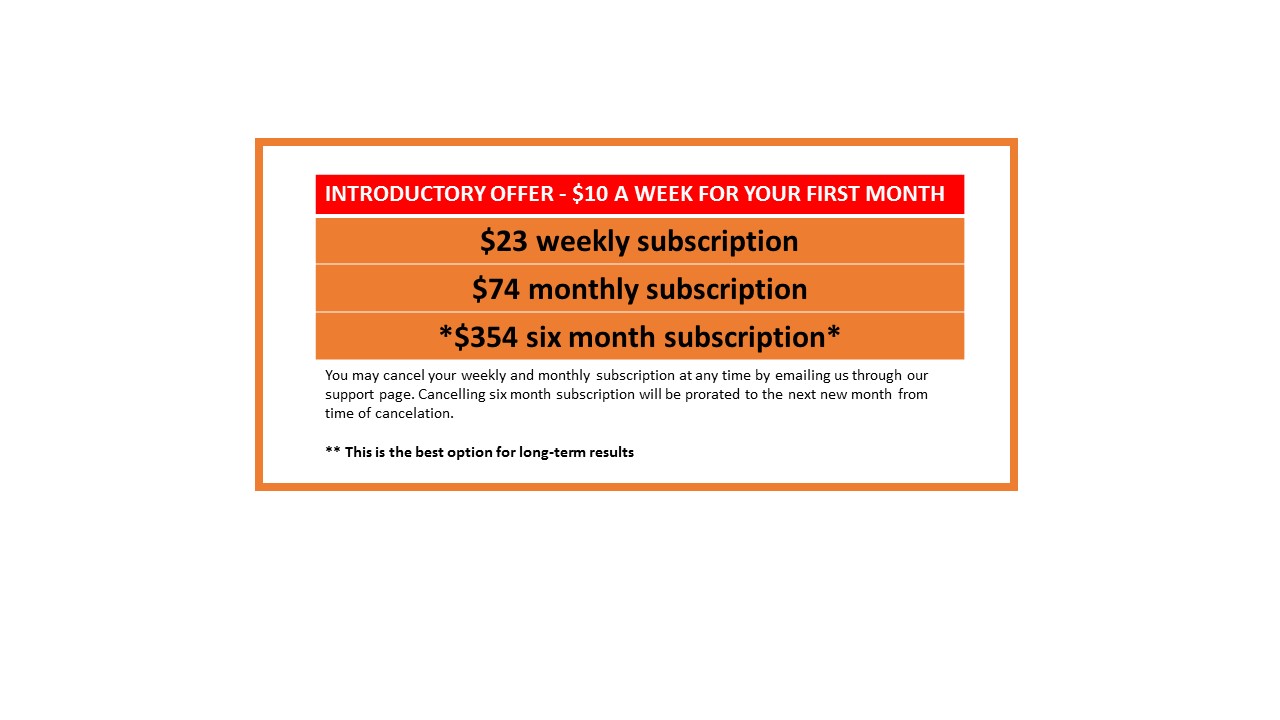 INTRODUCTORY OFFER - $10 A WEEK FOR YOUR FIRST MONTH
$23 weekly subscription
$74 monthly subscription
*$354 six month subscription*
You may cancel your weekly and monthly subscription at any time by emailing us through our
support page. Cancelling six month subscription will be prorated to the next new month from
time of cancelation.
** This is the best option for long-term results